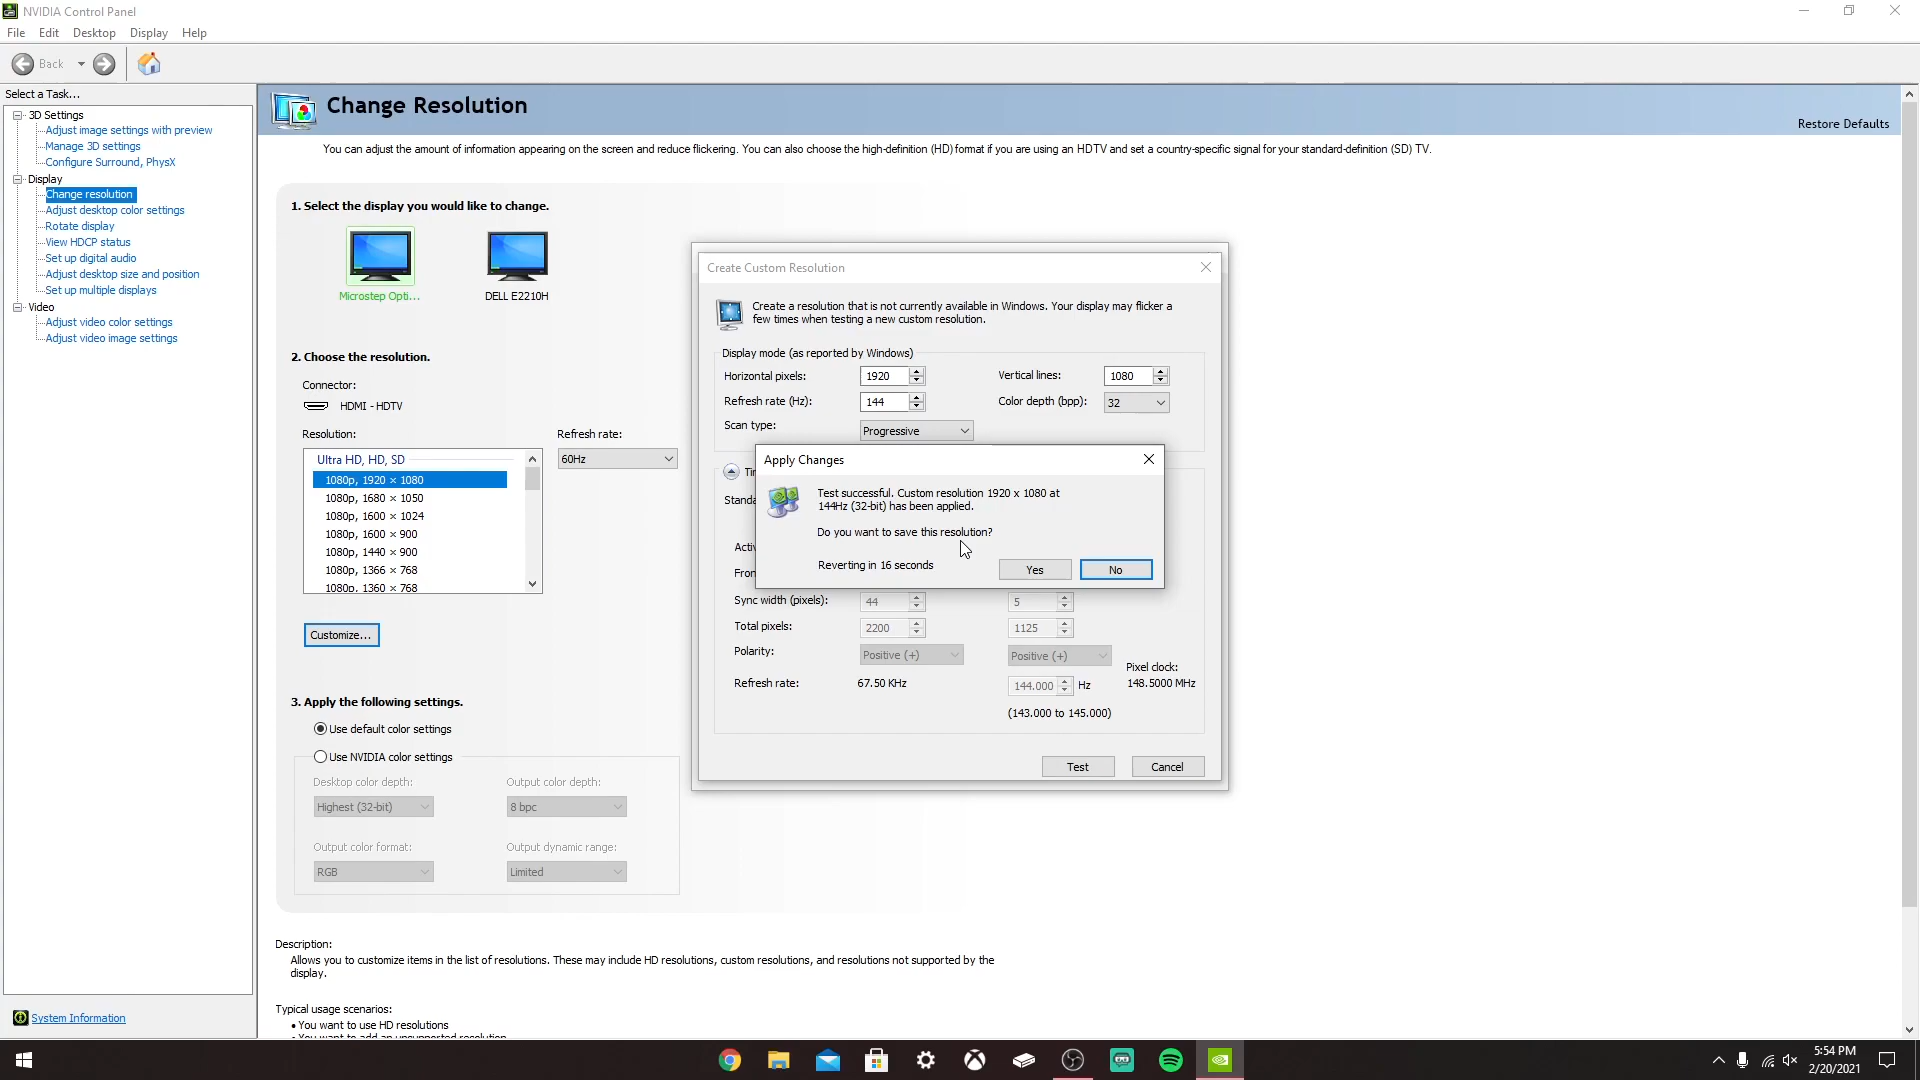 NVIDIA Control Panel
File Edit Desktop Display Help
Back
Select a Task...
3D Settings
Adjust image settings with preview
Manage 3D settings
Configure Surround, PhysX
Display
Change resolution
Adjust desktop color settings
Rotate display
View HDCP status
Set up digital audio
Adjust desktop size and position
Set up multiple displays
Video
Adjust video color settings
Adjust video image settings
System Information
Change Resolution
Restore Defaults
You can adjust the amount of information appearing on the screen and reduce flickering. You can also choose the high-definition (HD) format if you are using an HDTV and set a country-specific signal for your standard-definition (SD) TV.
1. Select the display you would like to change.
Microstep Opti... DELL E2210H
2. Choose the resolution.
Connector:
HDMI - HDTV
Resolution: Refresh rate:
60Hz
Ultra HD, HD, SD
1080p, 1920 × 1080
1080p, 1680 × 1050
1080p, 1600 × 1024
1080p, 1600 × 900
1080p, 1440 × 900
1080p, 1366 × 768
1080p, 1360 × 768
Customize...
3. Apply the following settings.
Use default color settings
Use NVIDIA color settings
Desktop color depth: Output color depth:
Highest (32-bit) 8 bpc
Output color format: Output dynamic range:
RGB Limited
Description:
Allows you to customize items in the list of resolutions. These may include HD resolutions, custom resolutions, and resolutions not supported by the
display.
Typical usage scenarios:
• You want to use HD resolutions
• You want to add an unsupported resolution
Create Custom Resolution
Create a resolution that is not currently available in Windows. Your display may flicker a
few times when testing a new custom resolution.
Display mode (as reported by Windows)
Horizontal pixels: 1920 Vertical lines: 1080
Refresh rate (Hz): 144 Color depth (bpp): 32
Scan type: Progressive
Apply Changes
Test successful. Custom resolution 1920 x 1080 at
144Hz (32-bit) has been applied.
Do you want to save this resolution?
Reverting in 16 seconds Yes No
Sync width (pixels): 44 5
Total pixels: 2200 1125
Polarity: Positive (+) Positive (+)
Pixel clock:
Refresh rate: 67.50 KHz 144.000 Hz 148.5000 MHz
(143.000 to 145.000)
Test Cancel
5:54 PM
2/20/2021